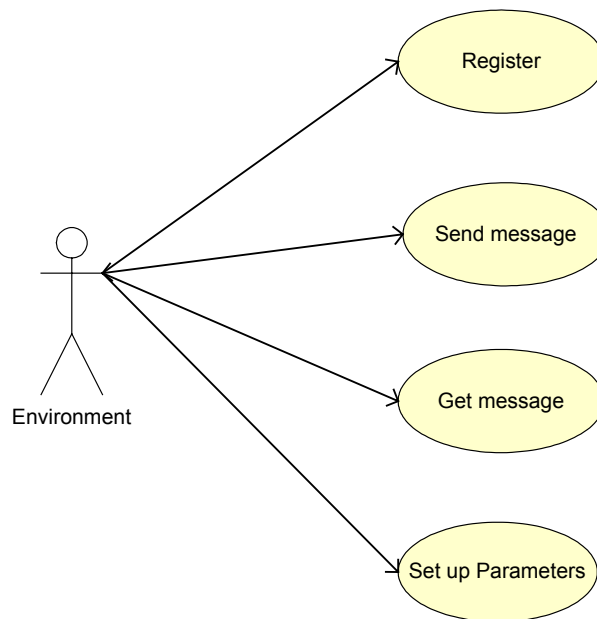 Register
Send message
Environment
Get message
Set up Parameters